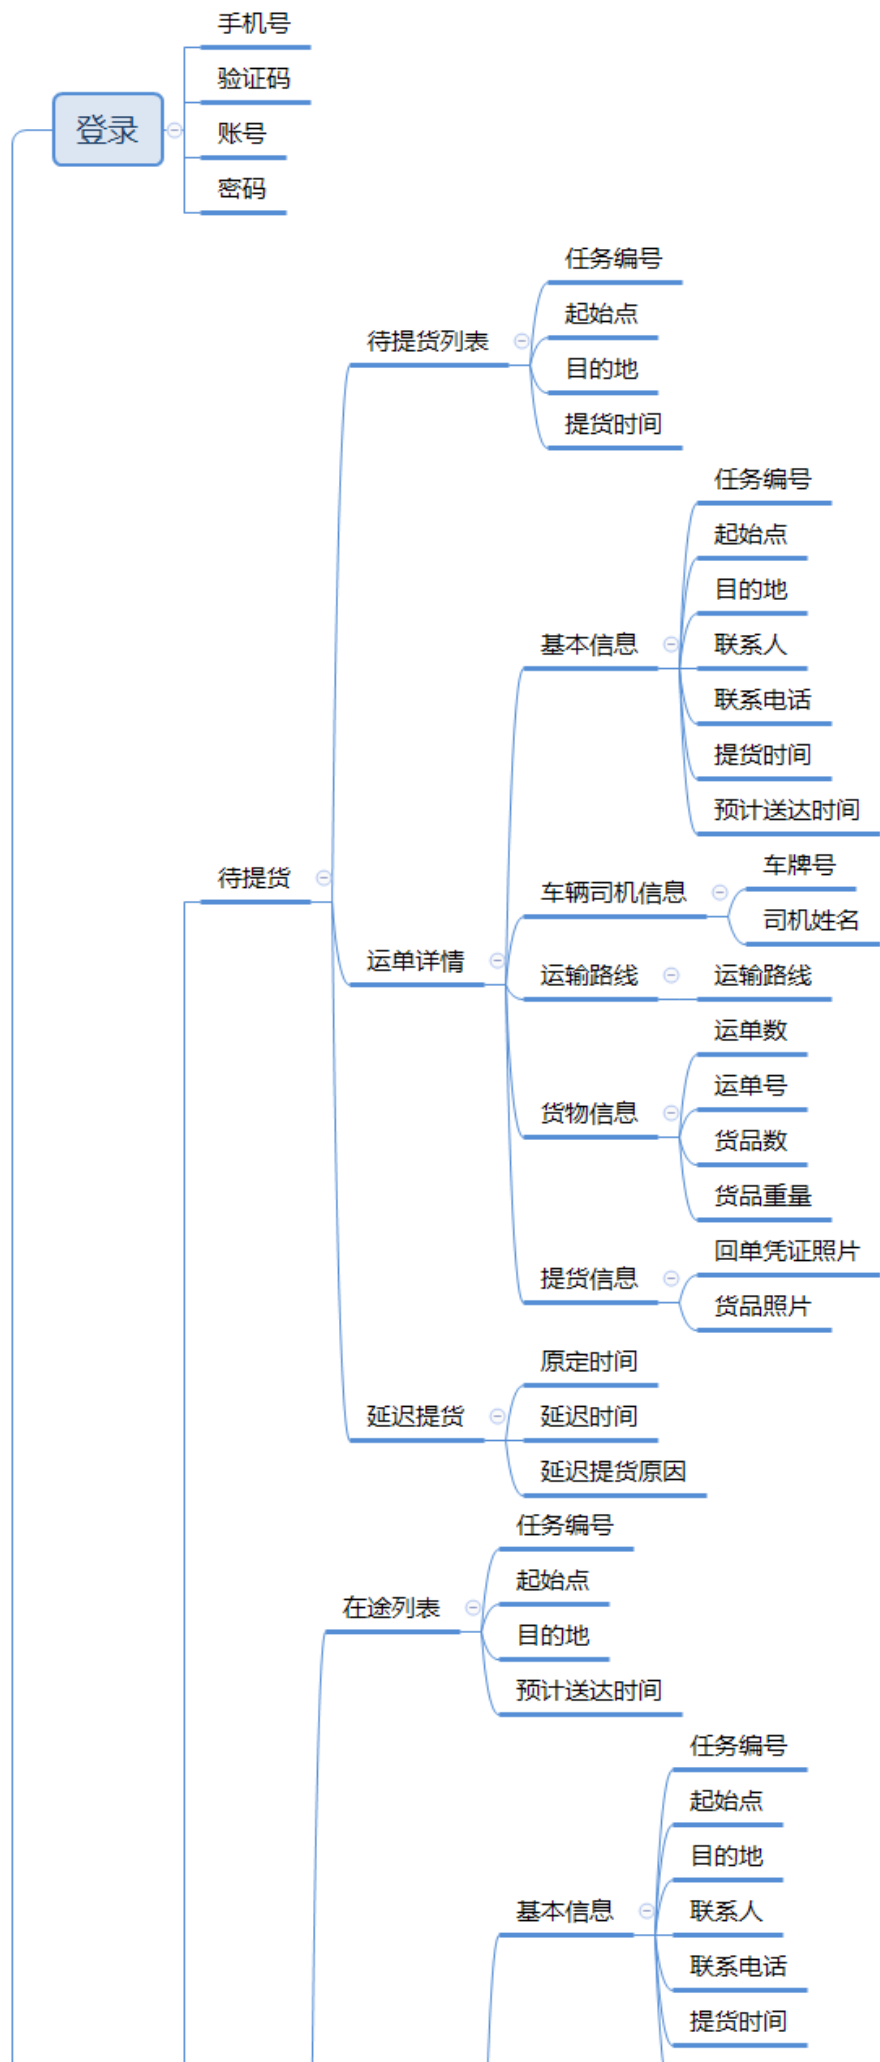 手机号
验证码
登录
账号
密码
任务编号
起始点
待提货列表
目的地
提货时间
任务编号
起始点
目的地
基本信息
联系人
联系电话
提货时间
预计送达时间
车牌号
待提货
车辆司机信息
司机姓名
运单详情
运输路线
运输路线
运单数
运单号
货物信息
货品数
货品重量
回单凭证照片
提货信息
货品照片
原定时间
延迟提货
延迟时间
延迟提货原因
任务编号
起始点
在途列表
目的地
预计送达时间
任务编号
起始点
目的地
基本信息
联系人
联系电话
提货时间